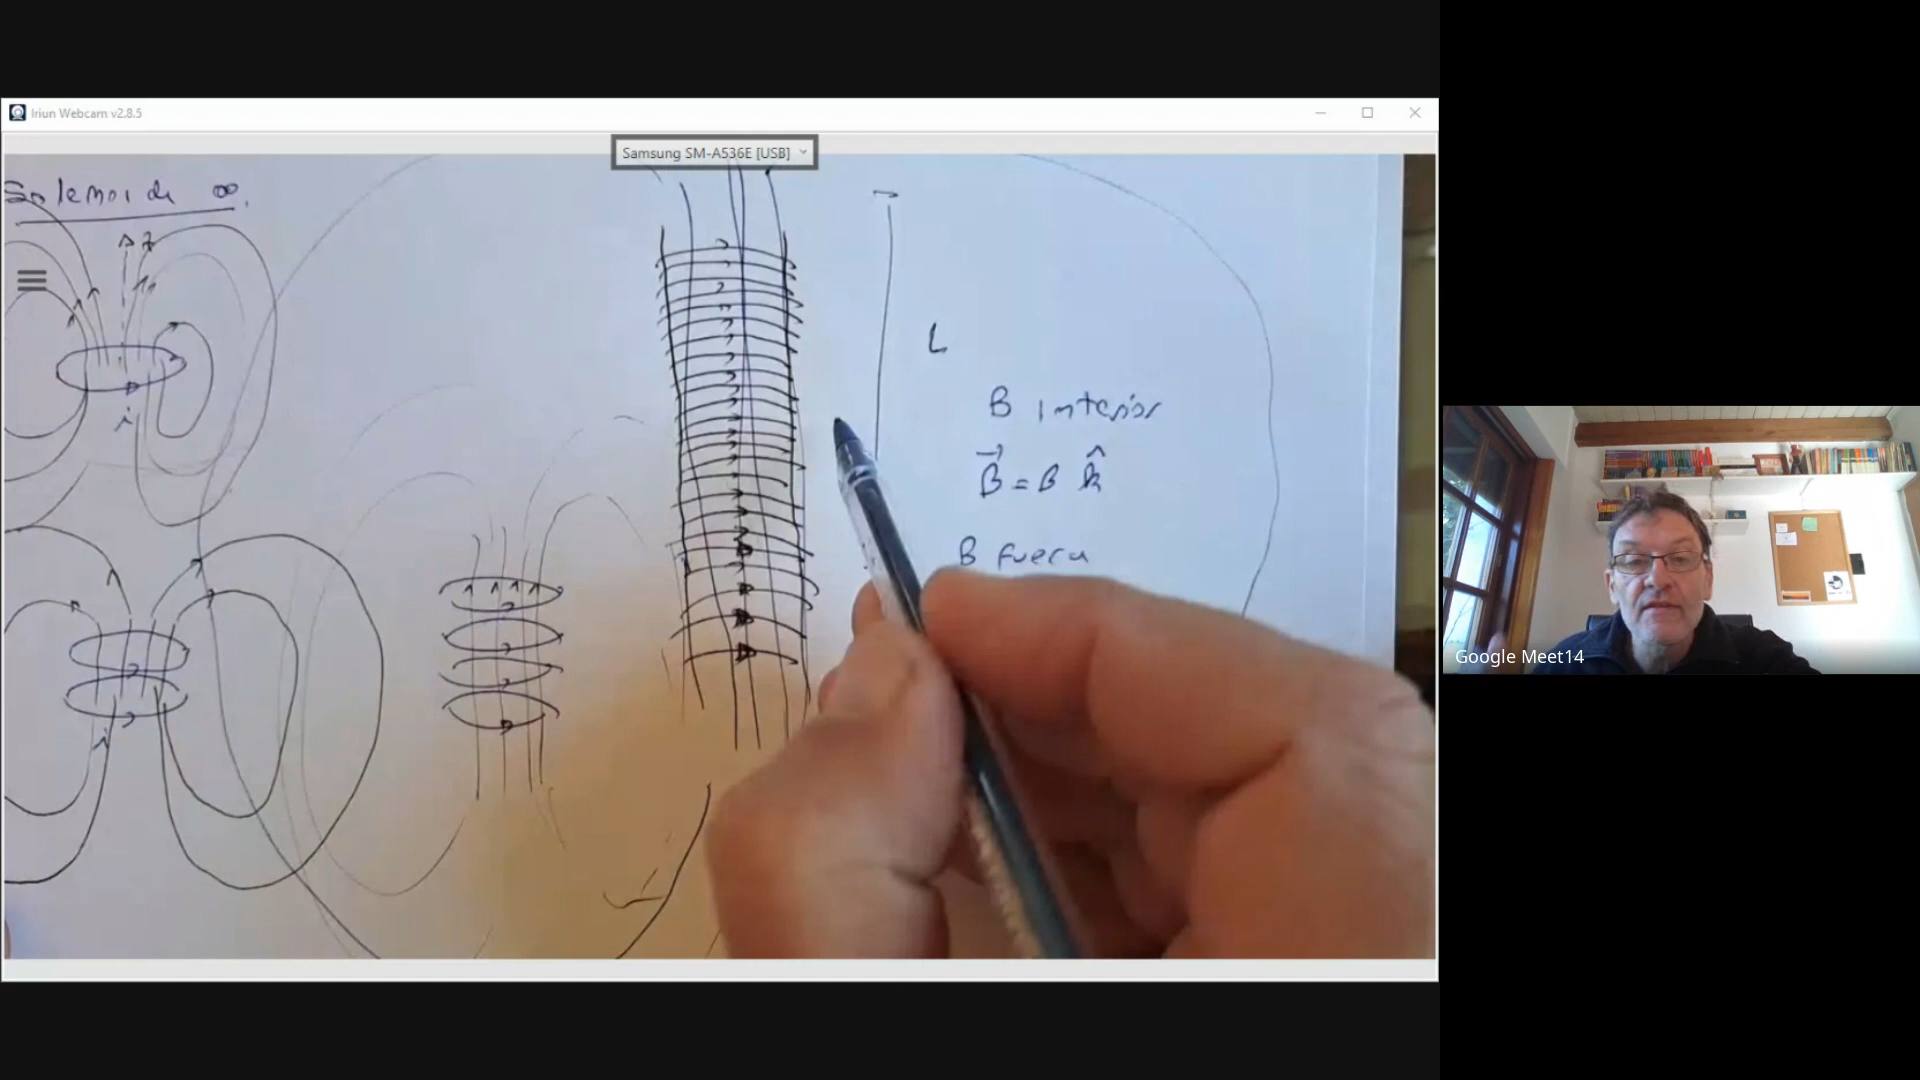 Iriun Webcam v2.8.5
Samsung SM-A536E [USB]
Solenoide ∞.
z
i
i
L
B interior
B⃗ = B k̂
B fuera
Google Meet14